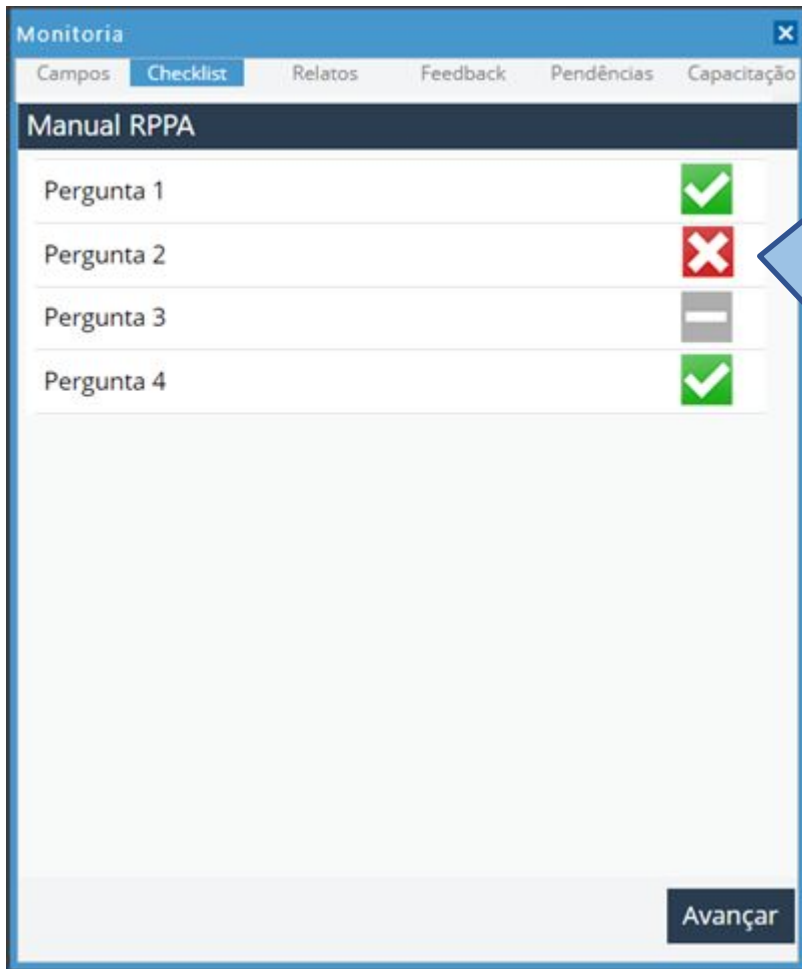 Monitoria
Campos Checklist Relatos Feedback Pendências Capacitação
Manual RPPA
Pergunta 1
Pergunta 2
Pergunta 3
Pergunta 4
Avançar